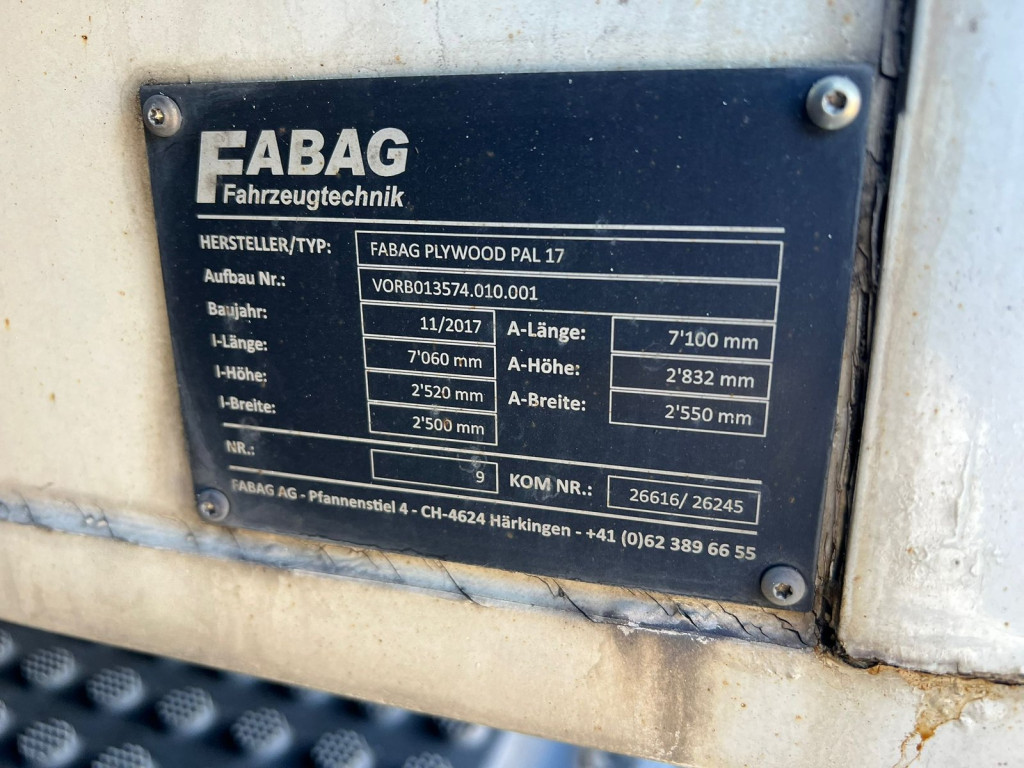 FABAG
Fahrzeugtechnik
HERSTELLER/TYP: FABAG PLYWOOD PAL 17
Aufbau Nr.: VORB013574.010.001
Baujahr: 11/2017 A-Länge: 7'100 mm
I-Länge: 7'060 mm A-Höhe: 2'832 mm
I-Höhe: 2'520 mm A-Breite: 2'550 mm
I-Breite: 2'500 mm
NR.: 9 KOM NR.: 26616/ 26245
FABAG AG - Pfannenstiel 4 - CH-4624 Härkingen - +41 (0)62 389 66 55